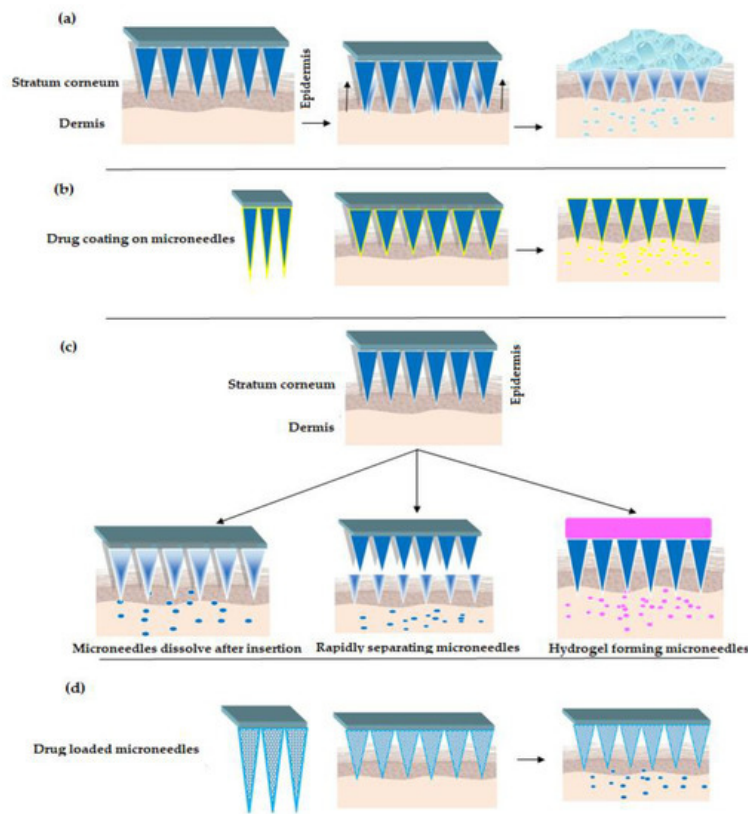 (a)
Stratum corneum
Epidermis
Dermis
(b)
Drug coating on microneedles
(c)
Stratum corneum
Epidermis
Dermis
Microneedles dissolve after insertion
Rapidly separating microneedles
Hydrogel forming microneedles
(d)
Drug loaded microneedles